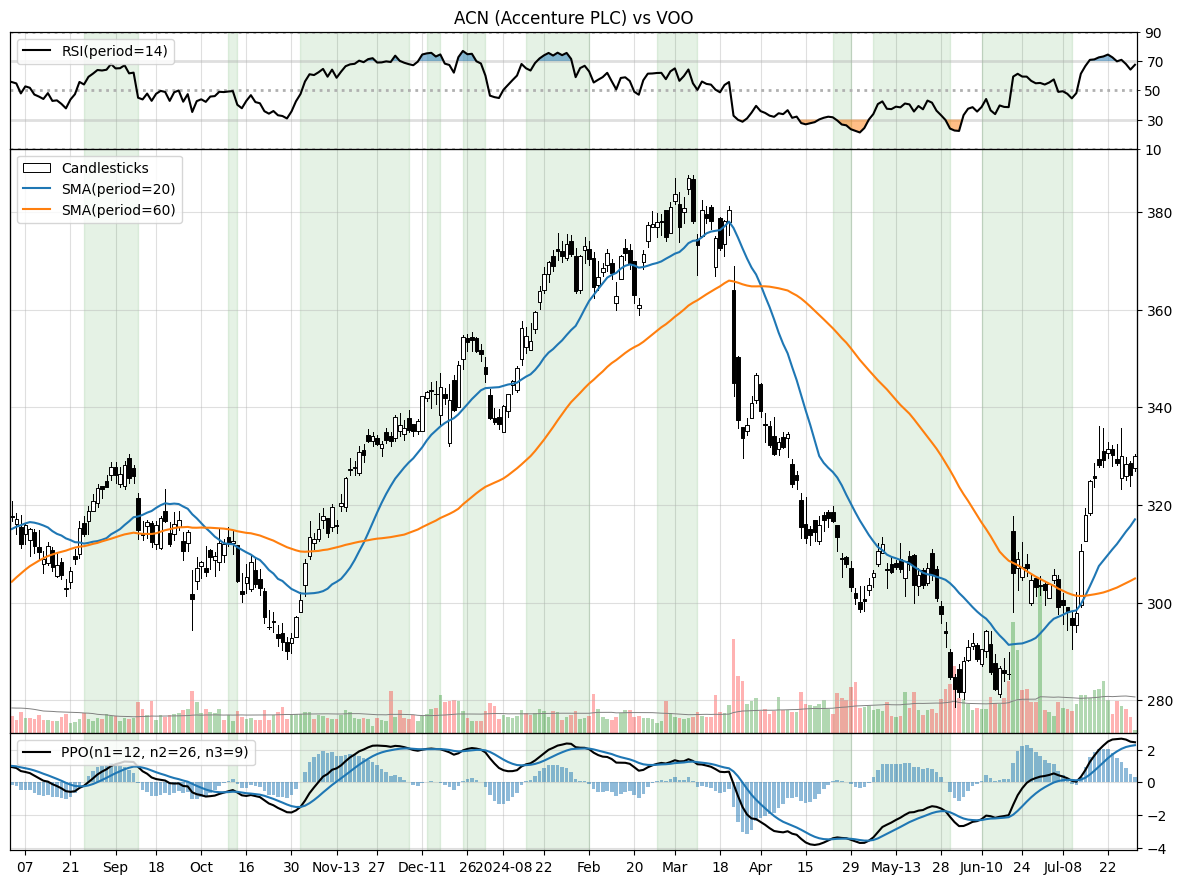 ACN (Accenture PLC) vs VOO
RSI(period=14)
90
70
50
30
10
Candlesticks
SMA(period=20)
SMA(period=60)
380
360
340
320
300
280
PPO(n1=12, n2=26, n3=9)
2
0
−2
−4
07 21 Sep 18 Oct 16 30 Nov-13 27 Dec-11 26 2024-08 22 Feb 20 Mar 18 Apr 15 29 May-13 28 Jun-10 24 Jul-08 22